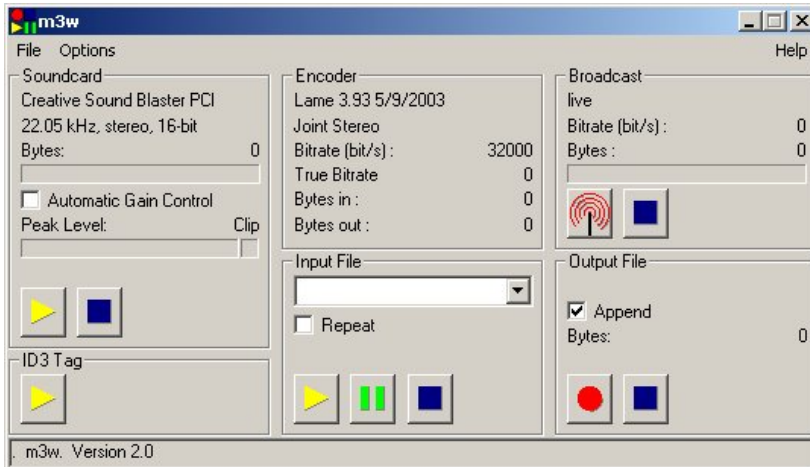 m3w
File Options Help
Soundcard
Creative Sound Blaster PCI
22.05 kHz, stereo, 16-bit
Bytes: 0
Automatic Gain Control
Peak Level: Clip
ID3 Tag
Encoder
Lame 3.93 5/9/2003
Joint Stereo
Bitrate (bit/s) : 32000
True Bitrate 0
Bytes in : 0
Bytes out : 0
Input File
Repeat
Broadcast
live
Bitrate (bit/s) : 0
Bytes : 0
Output File
Append
Bytes: 0
. m3w. Version 2.0